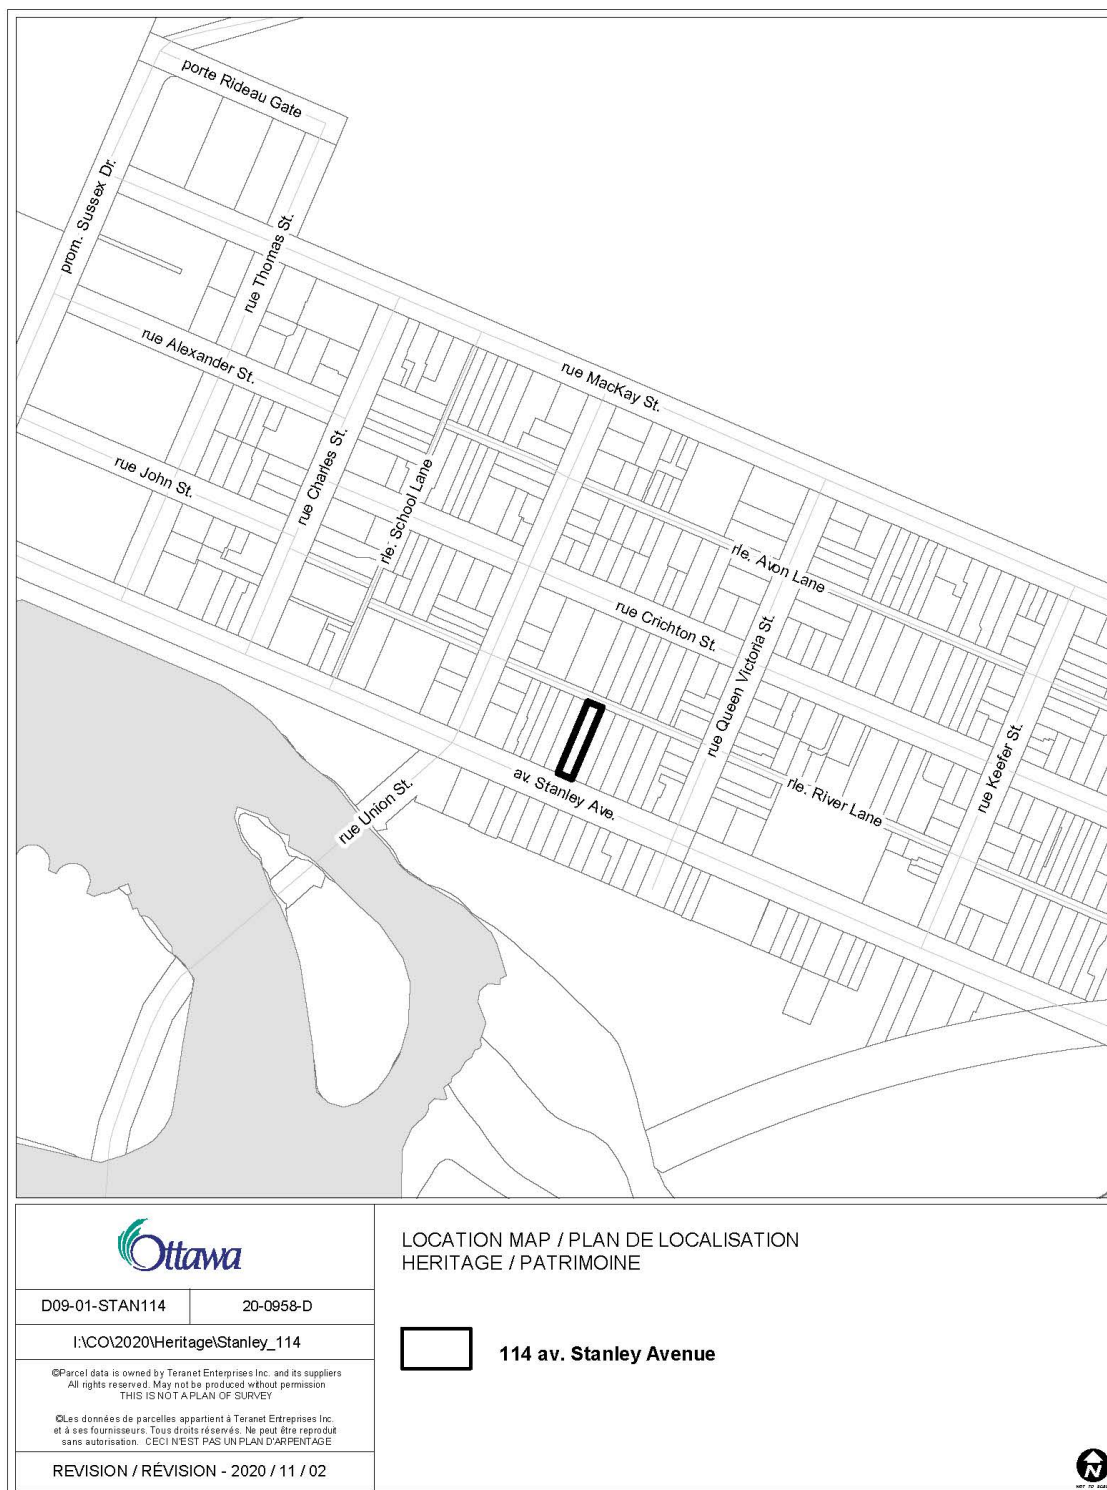 porte Rideau Gate
prom. Sussex Dr.
rue Thomas St.
rue Alexander St.
rue MacKay St.
rue John St.
rue Charles St.
rle. School Lane
rle. Avon Lane
rue Crichton St.
rue Queen Victoria St.
rue Keefer St.
av. Stanley Ave.
rle. River Lane
rue Union St.
Ottawa
D09-01-STAN114
20-0958-D
I:\CO\2020\Heritage\Stanley_114
©Parcel data is owned by Teranet Enterprises Inc. and its suppliers
All rights reserved. May not be produced without permission
THIS IS NOT A PLAN OF SURVEY
©Les données de parcelles appartient à Teranet Entreprises Inc.
et à ses fournisseurs. Tous droits réservés. Ne peut être reproduit
sans autorisation. CECI N'EST PAS UN PLAN D'ARPENTAGE
REVISION / RÉVISION - 2020 / 11 / 02
LOCATION MAP / PLAN DE LOCALISATION
HERITAGE / PATRIMOINE
114 av. Stanley Avenue
N
NOT TO SCALE